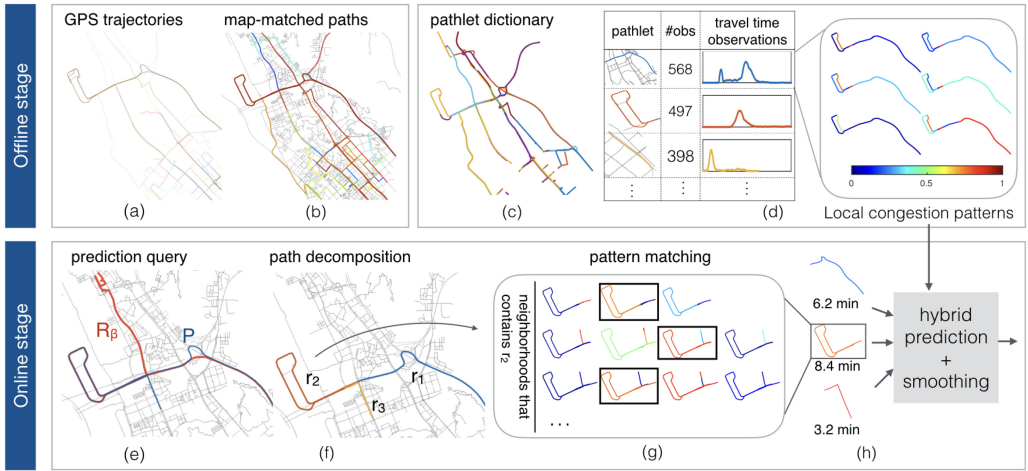 Offline stage
GPS trajectories
(a)
map-matched paths
(b)
pathlet dictionary
(c)
pathlet #obs travel time
observations
568
497
398
⋮ ⋮ ⋮
(d)
0 0.5 1
Local congestion patterns
Online stage
prediction query
Rβ
P
(e)
path decomposition
r2
r1
r3
(f)
pattern matching
neighborhoods that
contains r2
...
(g)
6.2 min
8.4 min
3.2 min
(h)
hybrid
prediction
+
smoothing